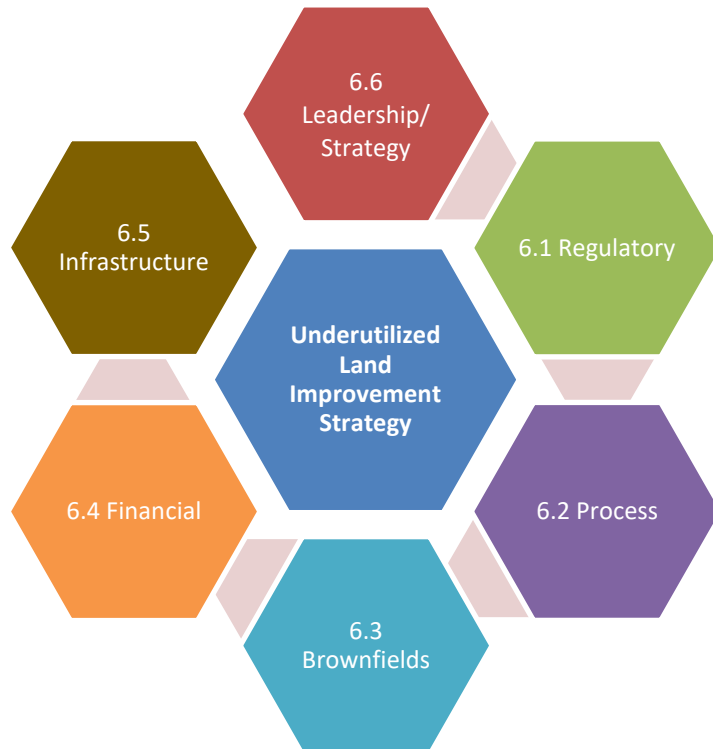 6.6
Leadership/
Strategy
6.5
Infrastructure
6.1 Regulatory
Underutilized
Land
Improvement
Strategy
6.4 Financial
6.2 Process
6.3
Brownfields